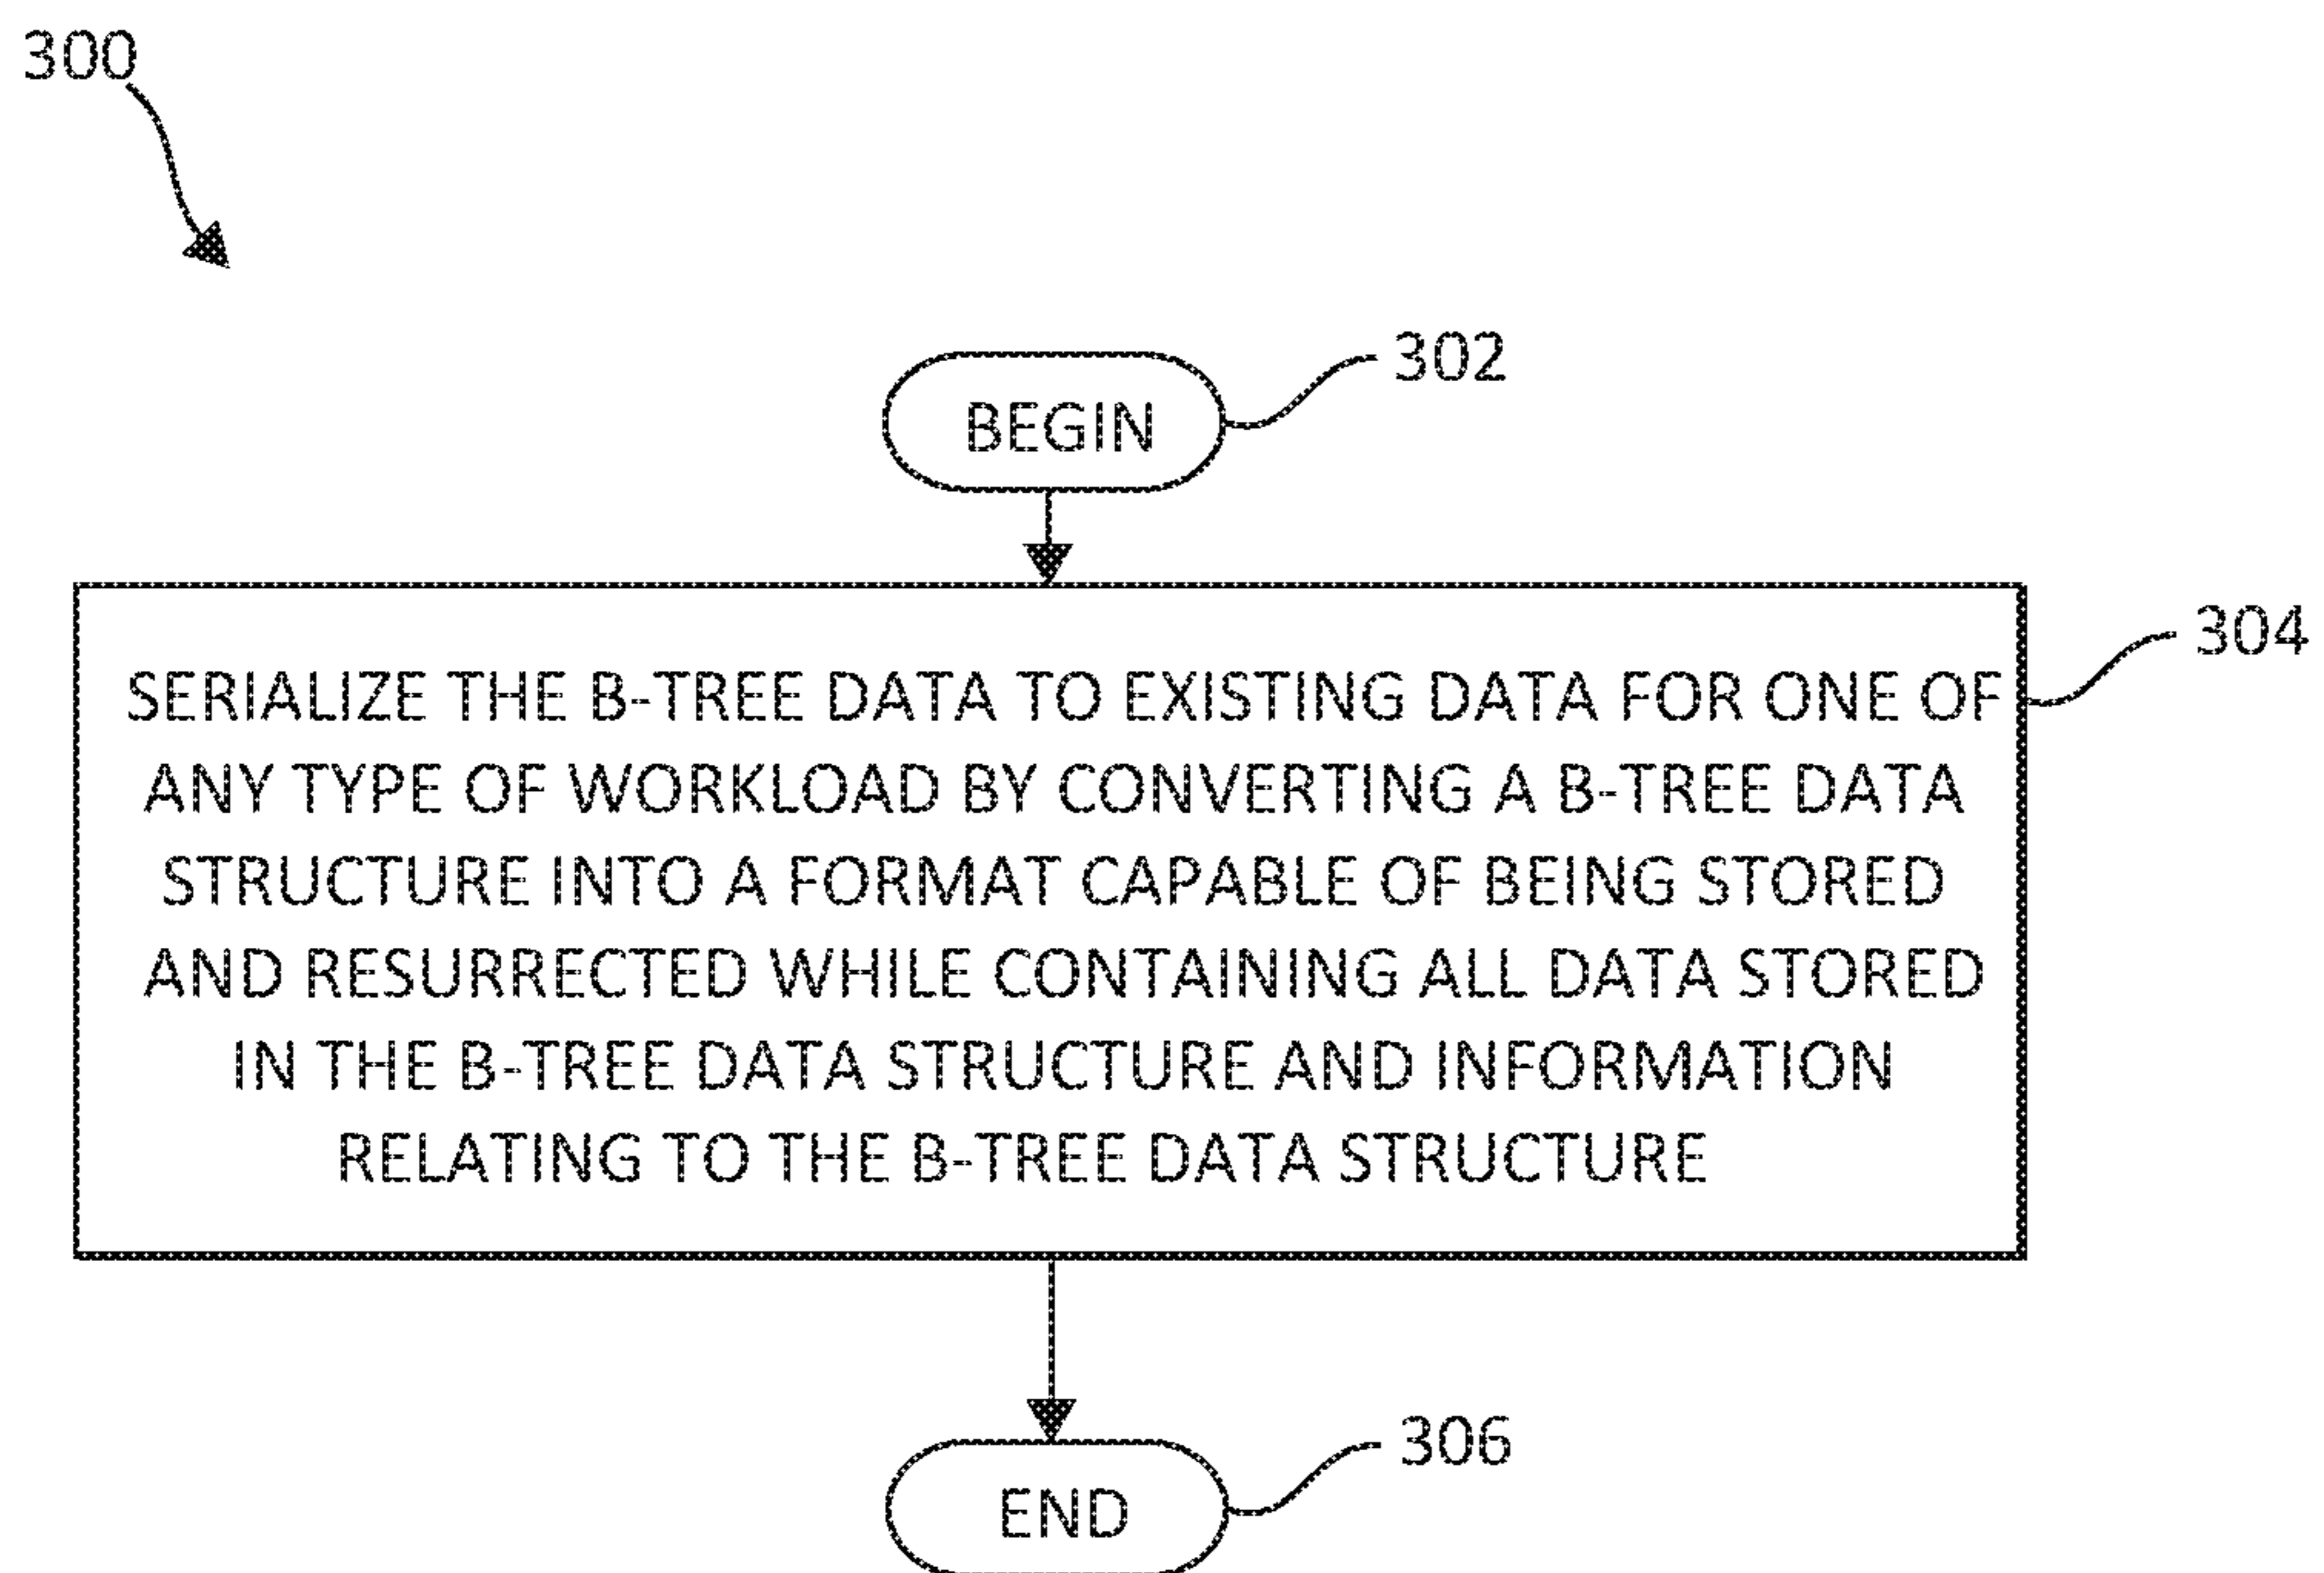 300
302
BEGIN
304
SERIALIZE THE B-TREE DATA TO EXISTING DATA FOR ONE OF
ANY TYPE OF WORKLOAD BY CONVERTING A B-TREE DATA
STRUCTURE INTO A FORMAT CAPABLE OF BEING STORED
AND RESURRECTED WHILE CONTAINING ALL DATA STORED
IN THE B-TREE DATA STRUCTURE AND INFORMATION
RELATING TO THE B-TREE DATA STRUCTURE
306
END